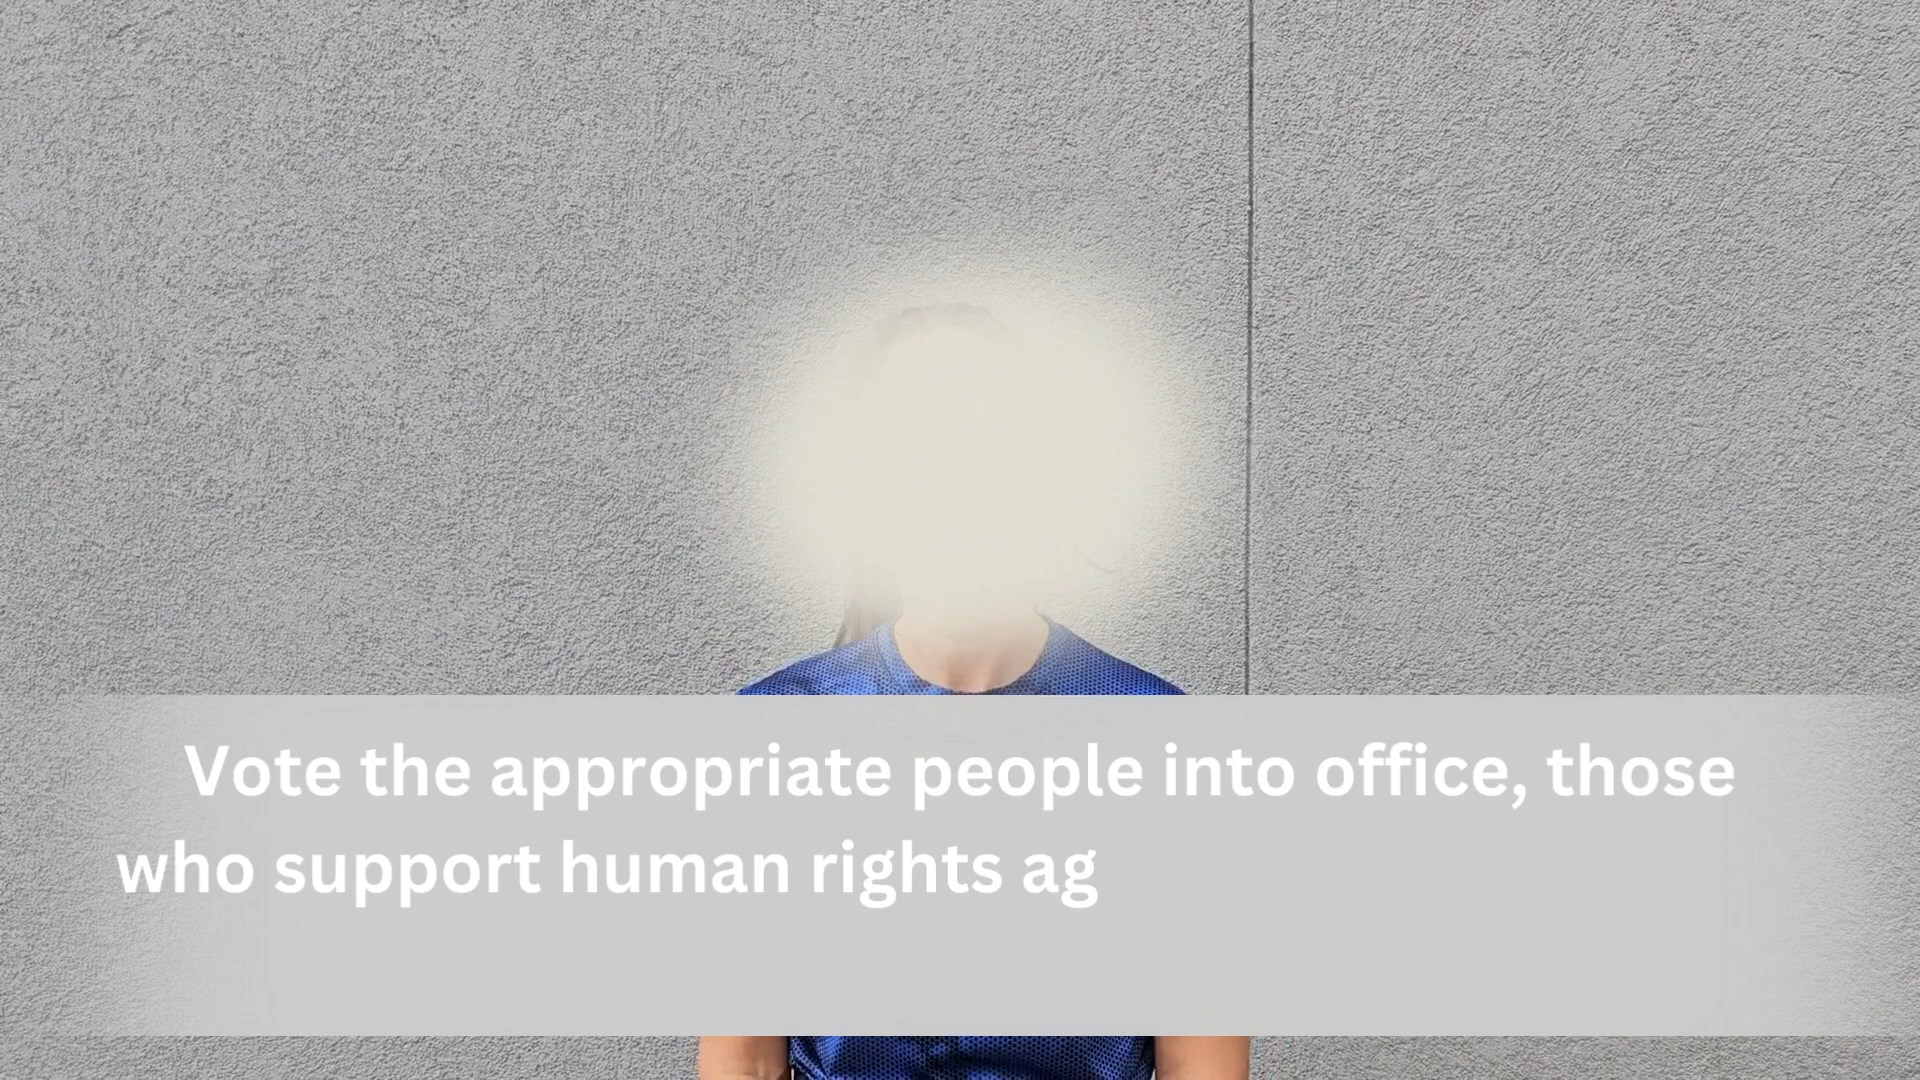 Vote the appropriate people into office, those
who support human rights ag